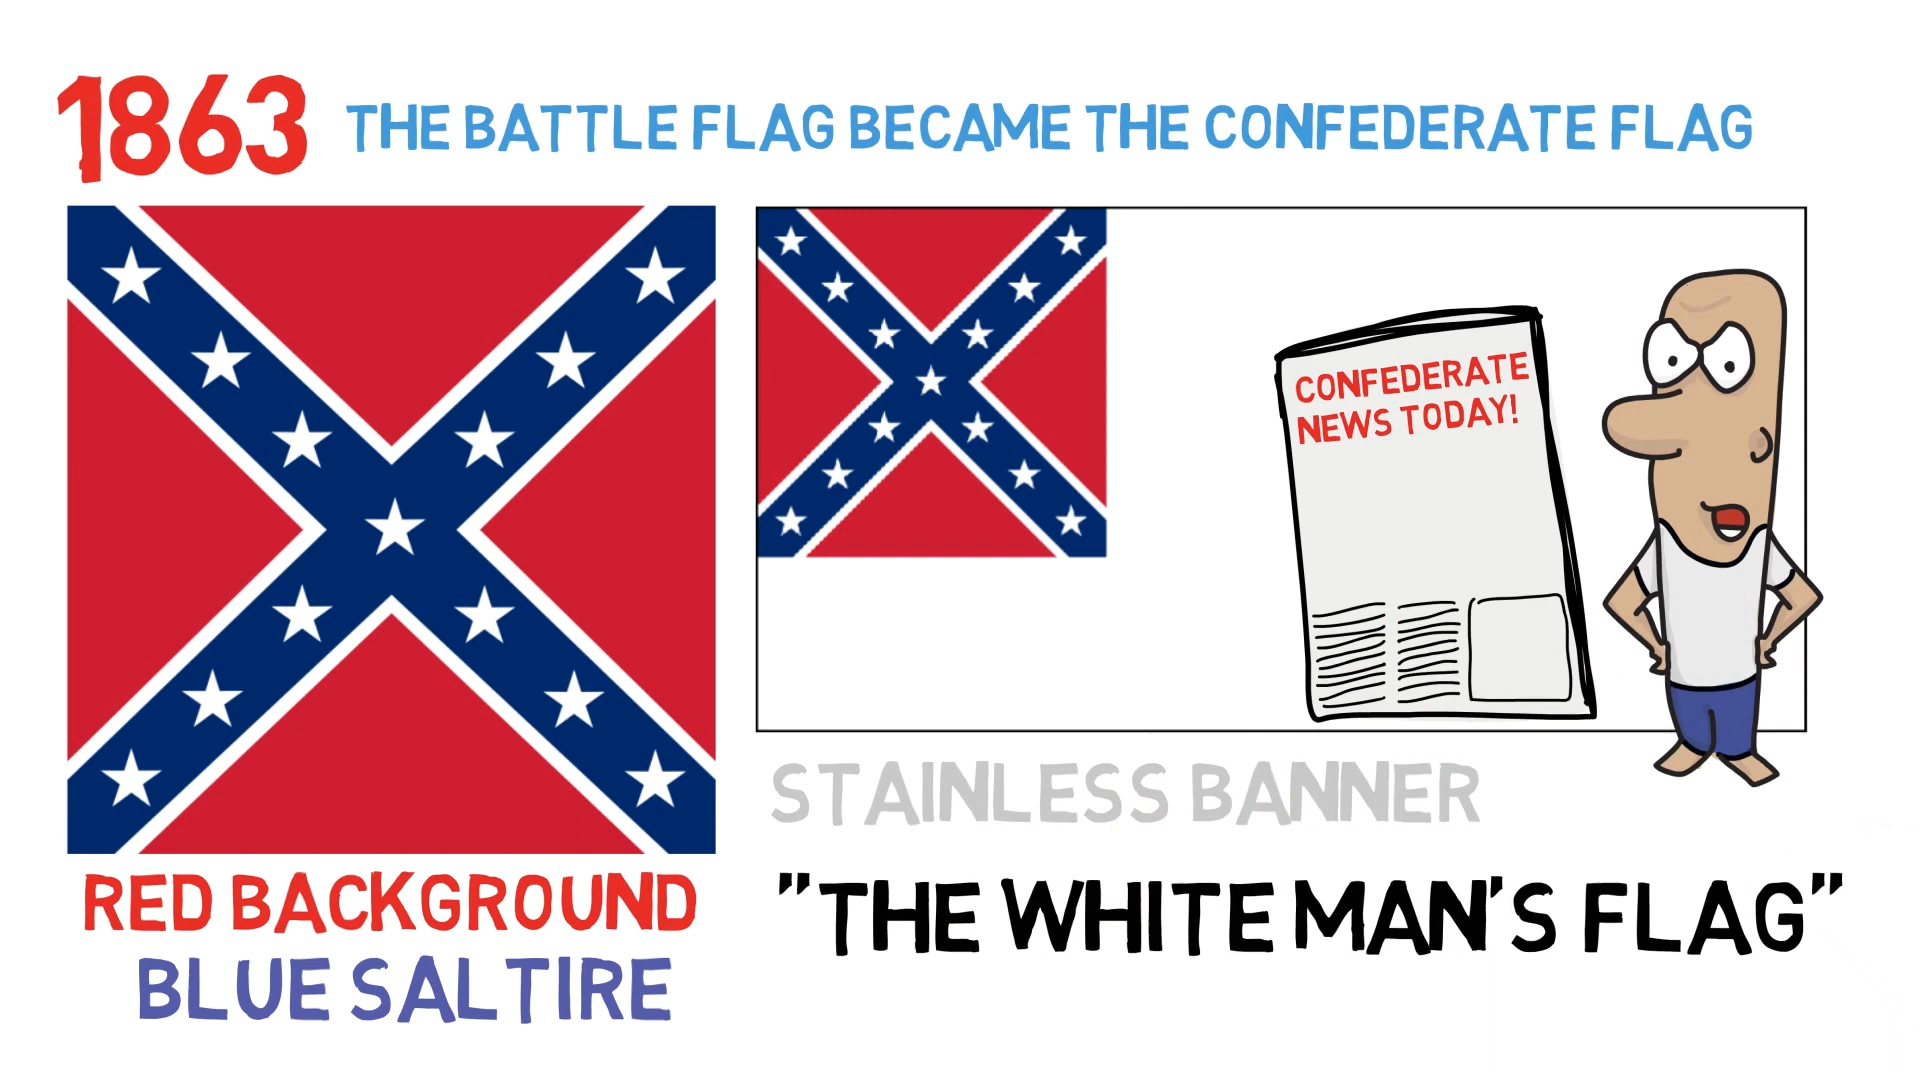 1863 THE BATTLE FLAG BECAME THE CONFEDERATE FLAG
CONFEDERATE
NEWS TODAY!
RED BACKGROUND
BLUE SALTIRE
STAINLESS BANNER
"THE WHITE MAN'S FLAG"